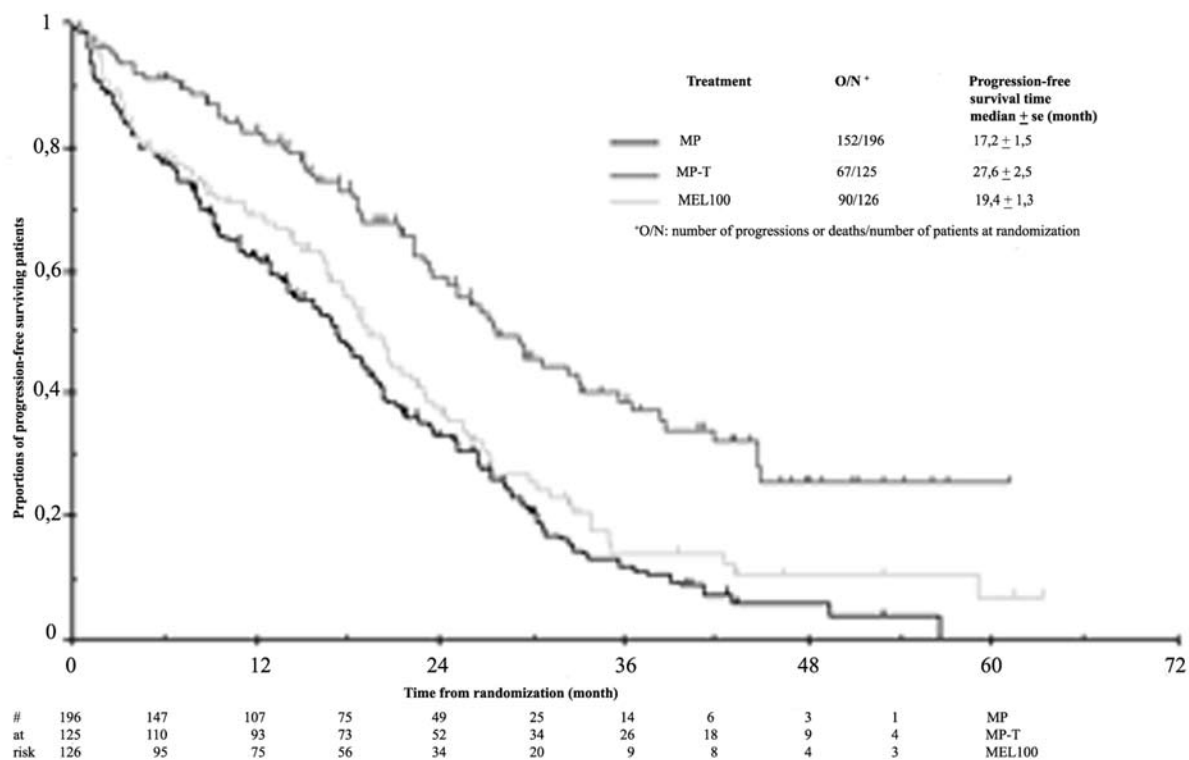 1
0,8
0,6
0,4
0,2
0
Prportions of progression-free surviving patients
Treatment O/N + Progression-free
survival time
median ± se (month)
MP 152/196 17,2 ± 1,5
MP-T 67/125 27,6 ± 2,5
MEL100 90/126 19,4 ± 1,3
+O/N: number of progressions or deaths/number of patients at randomization
0 12 24 36 48 60 72
Time from randomization (month)
# 196 147 107 75 49 25 14 6 3 1 MP
at 125 110 93 73 52 34 26 18 9 4 MP-T
risk 126 95 75 56 34 20 9 8 4 3 MEL100